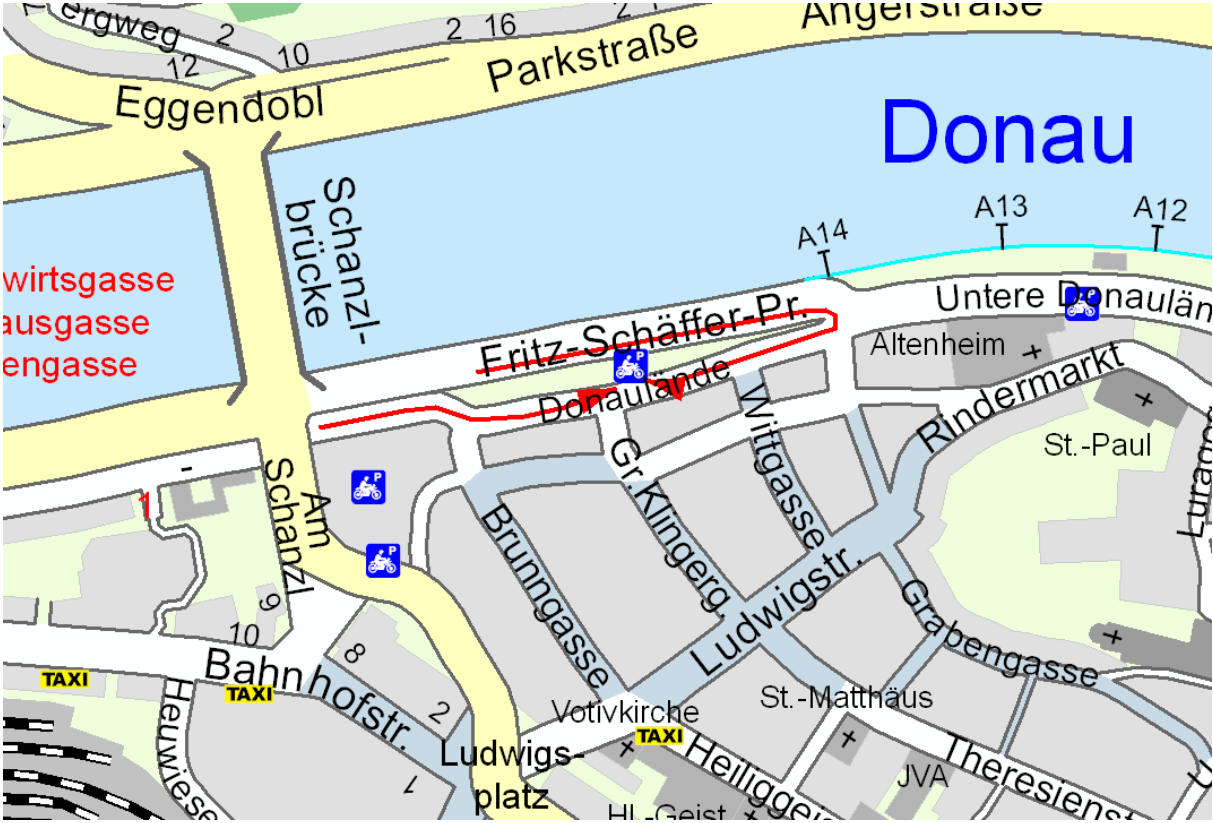 ergweg
2
10
12
2 16
2
Parkstraße
Angerstraße
Eggendobl
Donau
Schanzl-
brücke
A14
A13
A12
wirtsgasse
ausgasse
engasse
Fritz-Schäffer-Pr.
Untere Donaulän
P
P
Altenheim
Donaulände
Rindermarkt
St.-Paul
Wittgasse
Gr.Klingerg.
P
Am
Schanzl
P
Brunngasse
Ludwigstr.
Grabengasse
9
10
8
2
1
Bahnhofstr.
TAXI
TAXI
Heuwiese
Votivkirche
TAXI
St.-Matthäus
Ludwigs-
platz
Heiliggeis
Theresienst
JVA
Hl.-Geist